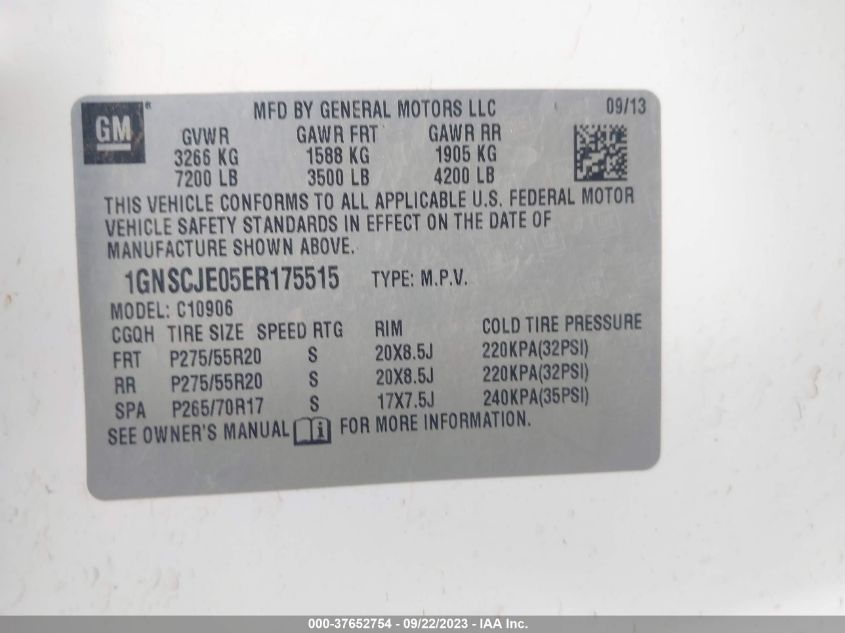 GM® MFD BY GENERAL MOTORS LLC 09/13
GVWR GAWR FRT GAWR RR
3266 KG 1588 KG 1905 KG
7200 LB 3500 LB 4200 LB
THIS VEHICLE CONFORMS TO ALL APPLICABLE U.S. FEDERAL MOTOR
VEHICLE SAFETY STANDARDS IN EFFECT ON THE DATE OF
MANUFACTURE SHOWN ABOVE.
1GNSCJE05ER175515 TYPE: M.P.V.
MODEL: C10906
CGQH TIRE SIZE SPEED RTG RIM COLD TIRE PRESSURE
FRT P275/55R20 S 20X8.5J 220KPA(32PSI)
RR P275/55R20 S 20X8.5J 220KPA(32PSI)
SPA P265/70R17 S 17X7.5J 240KPA(35PSI)
SEE OWNER'S MANUAL i FOR MORE INFORMATION.
000-37652754 - 09/22/2023 - IAA Inc.